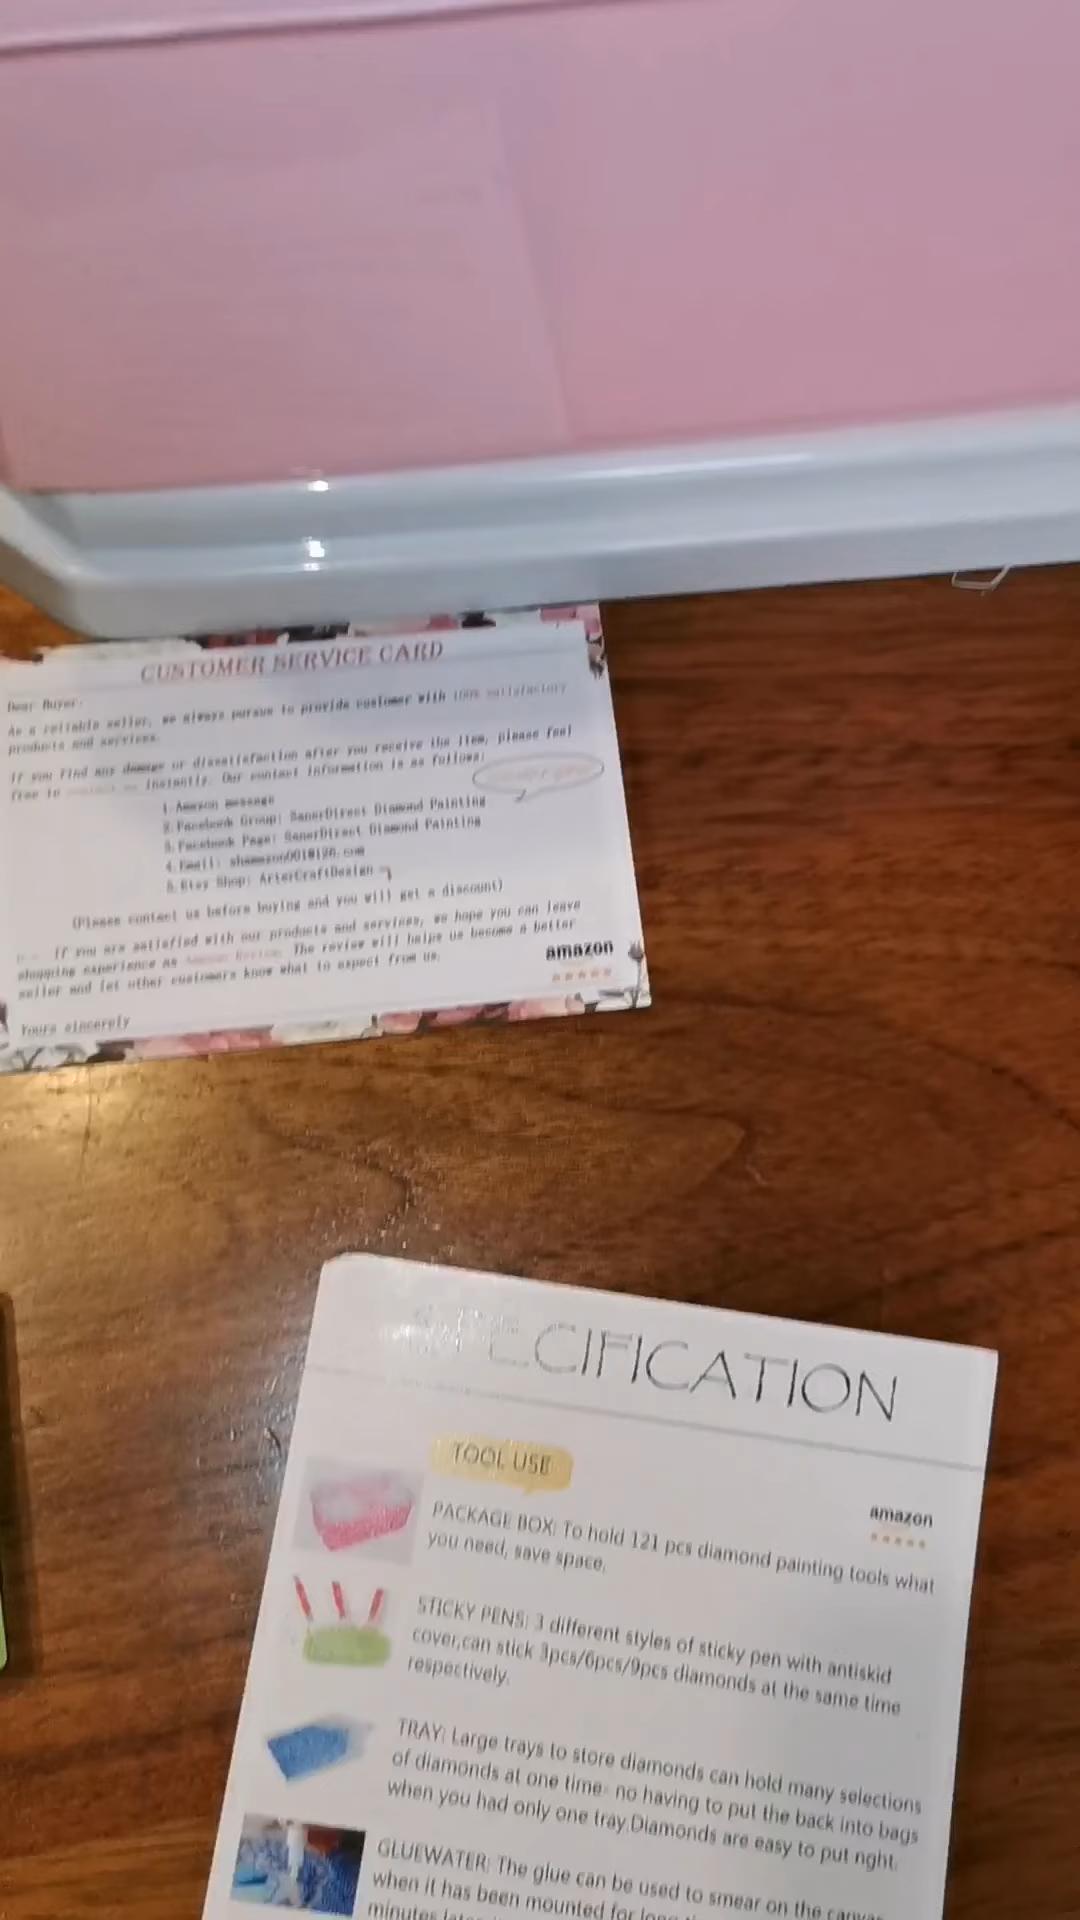 CUSTOMER SERVICE CARD
Dear Buyer:
As a reliable seller, we always pursue to provide customer with 100% satisfactory
products and services.
If you find any damage or dissatisfaction after you receive the item, please feel
free to contact us instantly. Our contact information is as follows:
1.Amazon message
2.Facebook Group: SanerDirect Diamond Painting
3.Facebook Page: SanerDirect Diamond Painting
4.Email:
5.Etsy Shop: ArterCraftDesign
(Please contact us before buying and you will get a discount)
If you are satisfied with our products and services, we hope you can leave
shopping experience as Amazon Review. The review will helps us become a better
seller and let other customers know what to expect from us.
amazon
Yours sincerely
SPECIFICATION
TOOL USE
amazon
PACKAGE BOX: To hold 121 pcs diamond painting tools what
you need, save space.
STICKY PENS: 3 different styles of sticky pen with antiskid
cover,can stick 3pcs/6pcs/9pcs diamonds at the same time
respectively.
TRAY: Large trays to store diamonds can hold many selections
of diamonds at one time- no having to put the back into bags
when you had only one tray.Diamonds are easy to put right.
GLUEWATER: The glue can be used to smear on the canvas
when it has been mounted for long
minutes